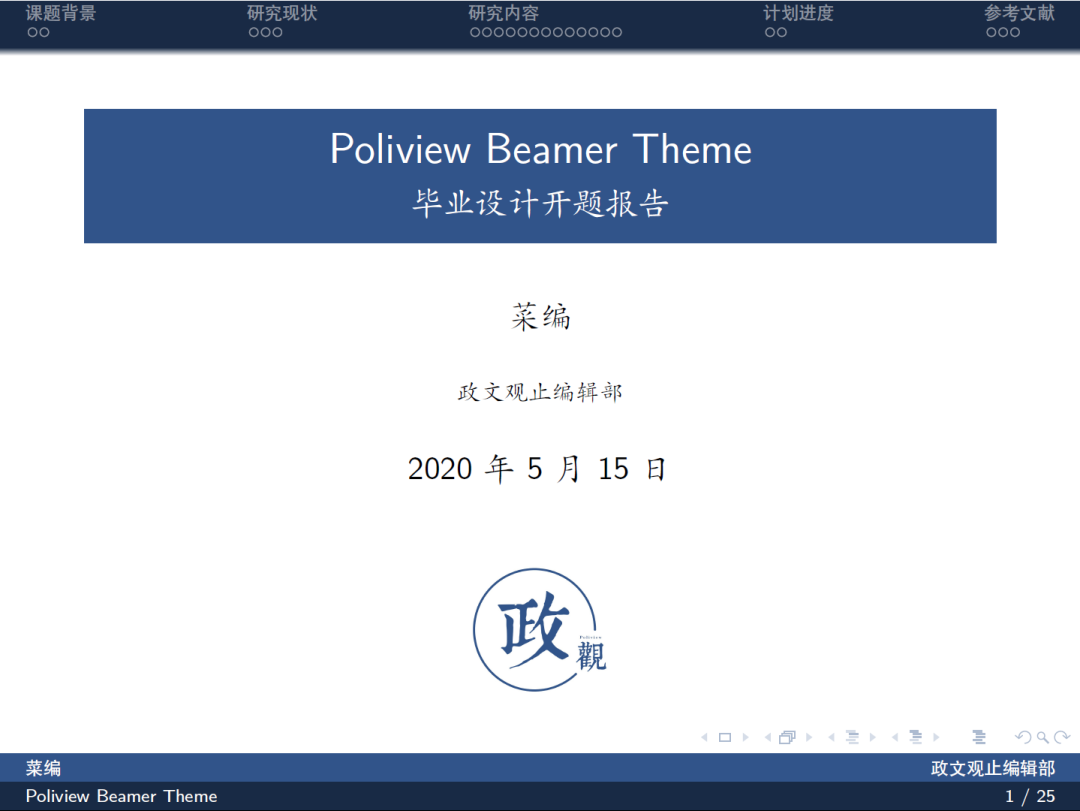 课题背景
研究现状
研究内容
计划进度
参考文献
Poliview Beamer Theme
毕业设计开题报告
菜编
政文观止编辑部
2020 年 5 月 15 日
政
Poliview
觀
菜编
政文观止编辑部
Poliview Beamer Theme
1 / 25